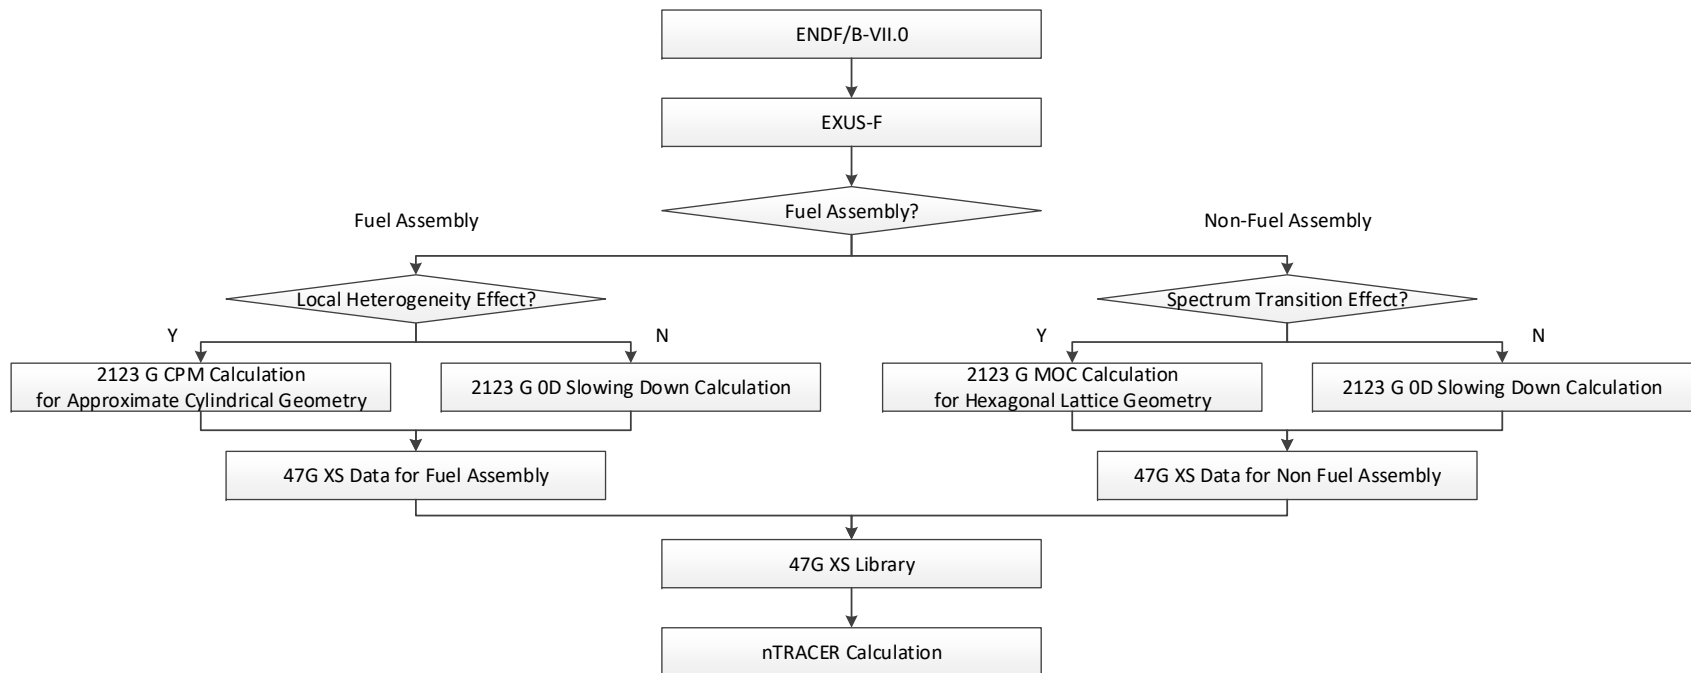 ENDF/B-VII.0
EXUS-F
Fuel Assembly?
Fuel Assembly
Non-Fuel Assembly
Local Heterogeneity Effect?
Spectrum Transition Effect?
Y
N
Y
N
2123 G CPM Calculation
for Approximate Cylindrical Geometry
2123 G 0D Slowing Down Calculation
2123 G MOC Calculation
for Hexagonal Lattice Geometry
2123 G 0D Slowing Down Calculation
47G XS Data for Fuel Assembly
47G XS Data for Non Fuel Assembly
47G XS Library
nTRACER Calculation